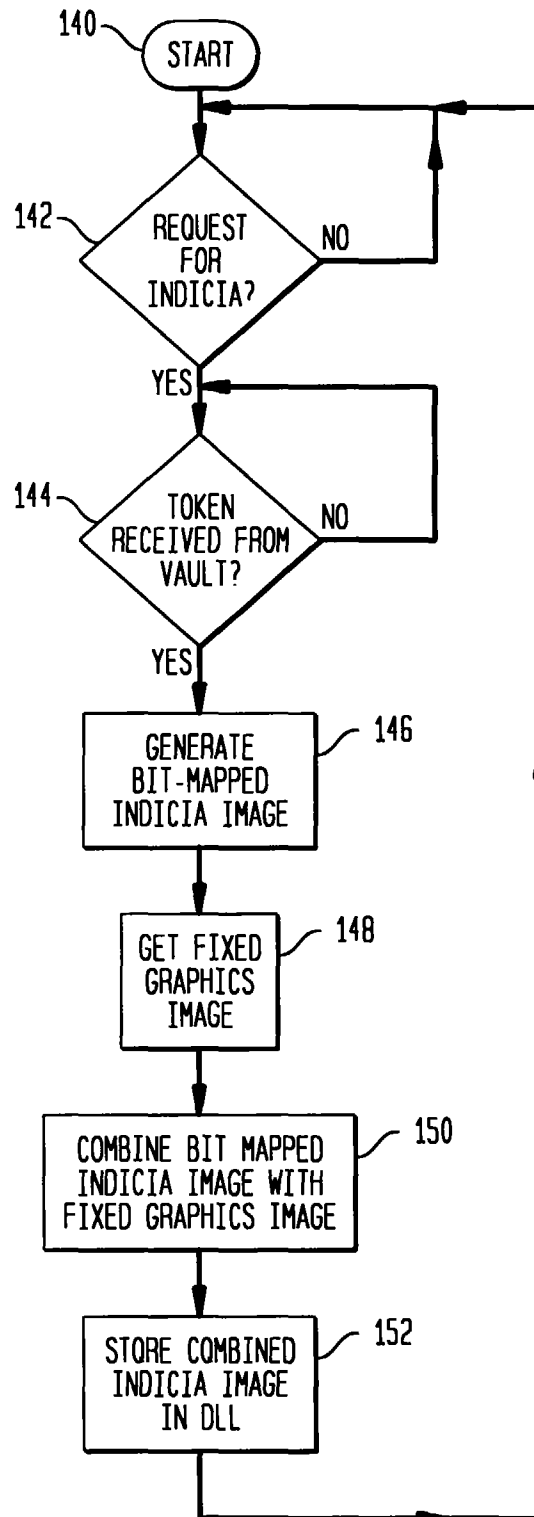 140
START
142
REQUEST
FOR
INDICIA?
NO
YES
144
TOKEN
RECEIVED FROM
VAULT?
NO
YES
146
GENERATE
BIT-MAPPED
INDICIA IMAGE
148
GET FIXED
GRAPHICS
IMAGE
150
COMBINE BIT MAPPED
INDICIA IMAGE WITH
FIXED GRAPHICS IMAGE
152
STORE COMBINED
INDICIA IMAGE
IN DLL